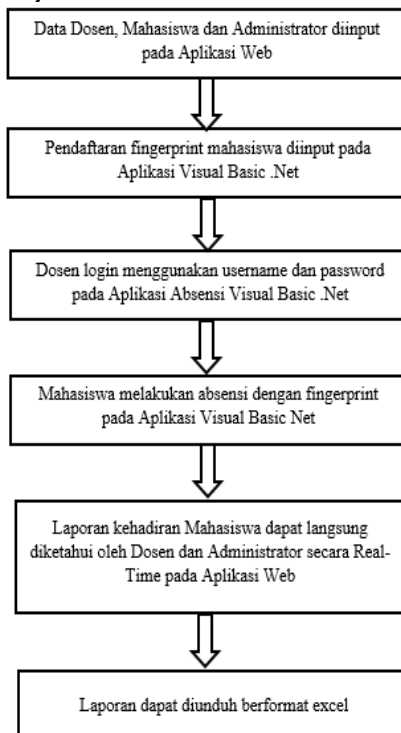 Data Dosen, Mahasiswa dan Administrator diinput
pada Aplikasi Web
Pendaftaran fingerprint mahasiswa diinput pada
Aplikasi Visual Basic .Net
Dosen login menggunakan username dan password
pada Aplikasi Absensi Visual Basic .Net
Mahasiswa melakukan absensi dengan fingerprint
pada Aplikasi Visual Basic Net
Laporan kehadiran Mahasiswa dapat langsung
diketahui oleh Dosen dan Administrator secara Real-
Time pada Aplikasi Web
Laporan dapat diunduh berformat excel